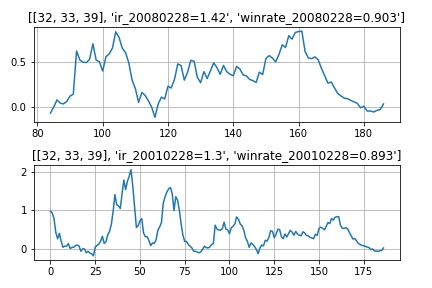 [[32, 33, 39], 'ir_20080228=1.42', 'winrate_20080228=0.903']
0.5
0.0
80 100 120 140 160 180
[[32, 33, 39], 'ir_20010228=1.3', 'winrate_20010228=0.893']
2
1
0
0 25 50 75 100 125 150 175